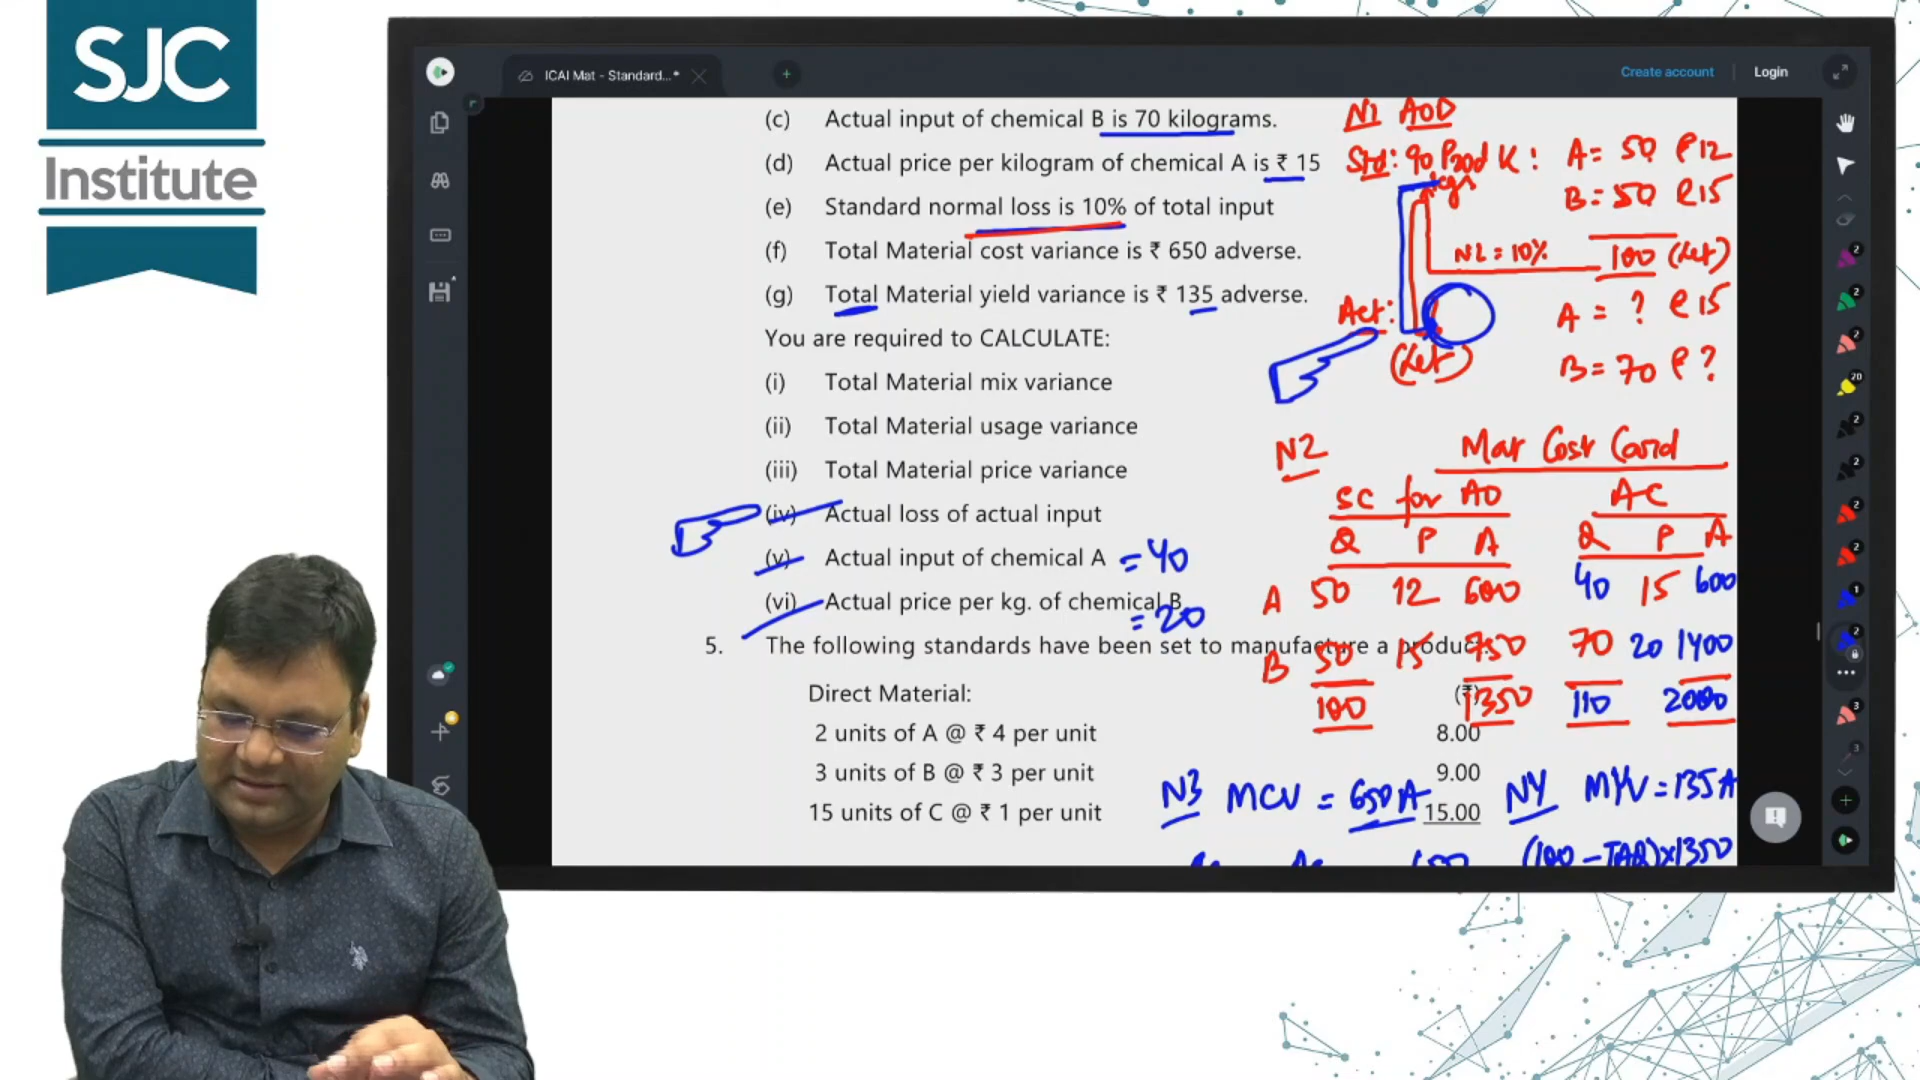 SJC
Institute
ICAI Mat - Standard...*
Create account
Login
(c) Actual input of chemical B is 70 kilograms.
(d) Actual price per kilogram of chemical A is ₹ 15
(e) Standard normal loss is 10% of total input
(f) Total Material cost variance is ₹ 650 adverse.
(g) Total Material yield variance is ₹ 135 adverse.
You are required to CALCULATE:
(i) Total Material mix variance
(ii) Total Material usage variance
(iii) Total Material price variance
(iv) Actual loss of actual input
(v) Actual input of chemical A = 40
(vi) Actual price per kg. of chemical B = 20
5. The following standards have been set to manufacture a product:
Direct Material: (₹)
2 units of A @ ₹ 4 per unit 8.00
3 units of B @ ₹ 3 per unit 9.00
15 units of C @ ₹ 1 per unit 15.00
N1 AOD
Std: 90 Prod K: A = 50 @ 12
kgs B = 50 @ 15
NL = 10% 100 (Let)
Act: A = ? @ 15
(Let) B = 70 @ ?
N2 Mat Cost Card
SC for AO AC
Q P A Q P A
A 50 12 600 40 15 600
B 50 15 750 70 20 1400
100 1350 110 2000
N3 MCV = 650A N4 MYV = 135A
(100 - TAQ) x 1350